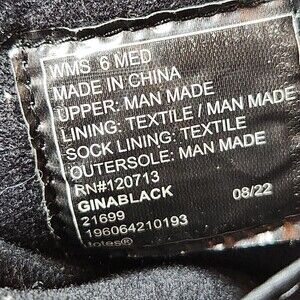 WMS 6 MED
MADE IN CHINA
UPPER: MAN MADE
LINING: TEXTILE / MAN MADE
SOCK LINING: TEXTILE
OUTERSOLE: MAN MADE
RN#120713
GINABLACK 08/22
21699
196064210193
totes®